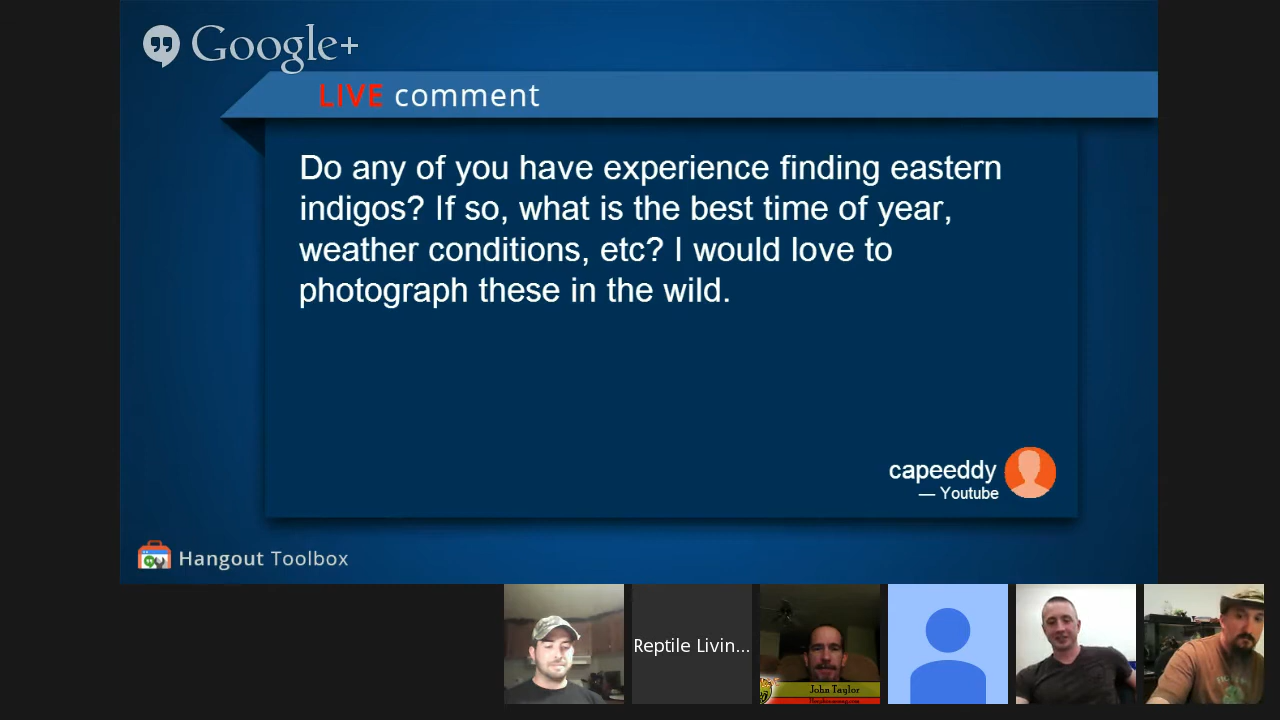 Google+
LIVE comment
Do any of you have experience finding eastern
indigos? If so, what is the best time of year,
weather conditions, etc? I would love to
photograph these in the wild.
capeeddy
— Youtube
Hangout Toolbox
Reptile Livin...
John Taylor